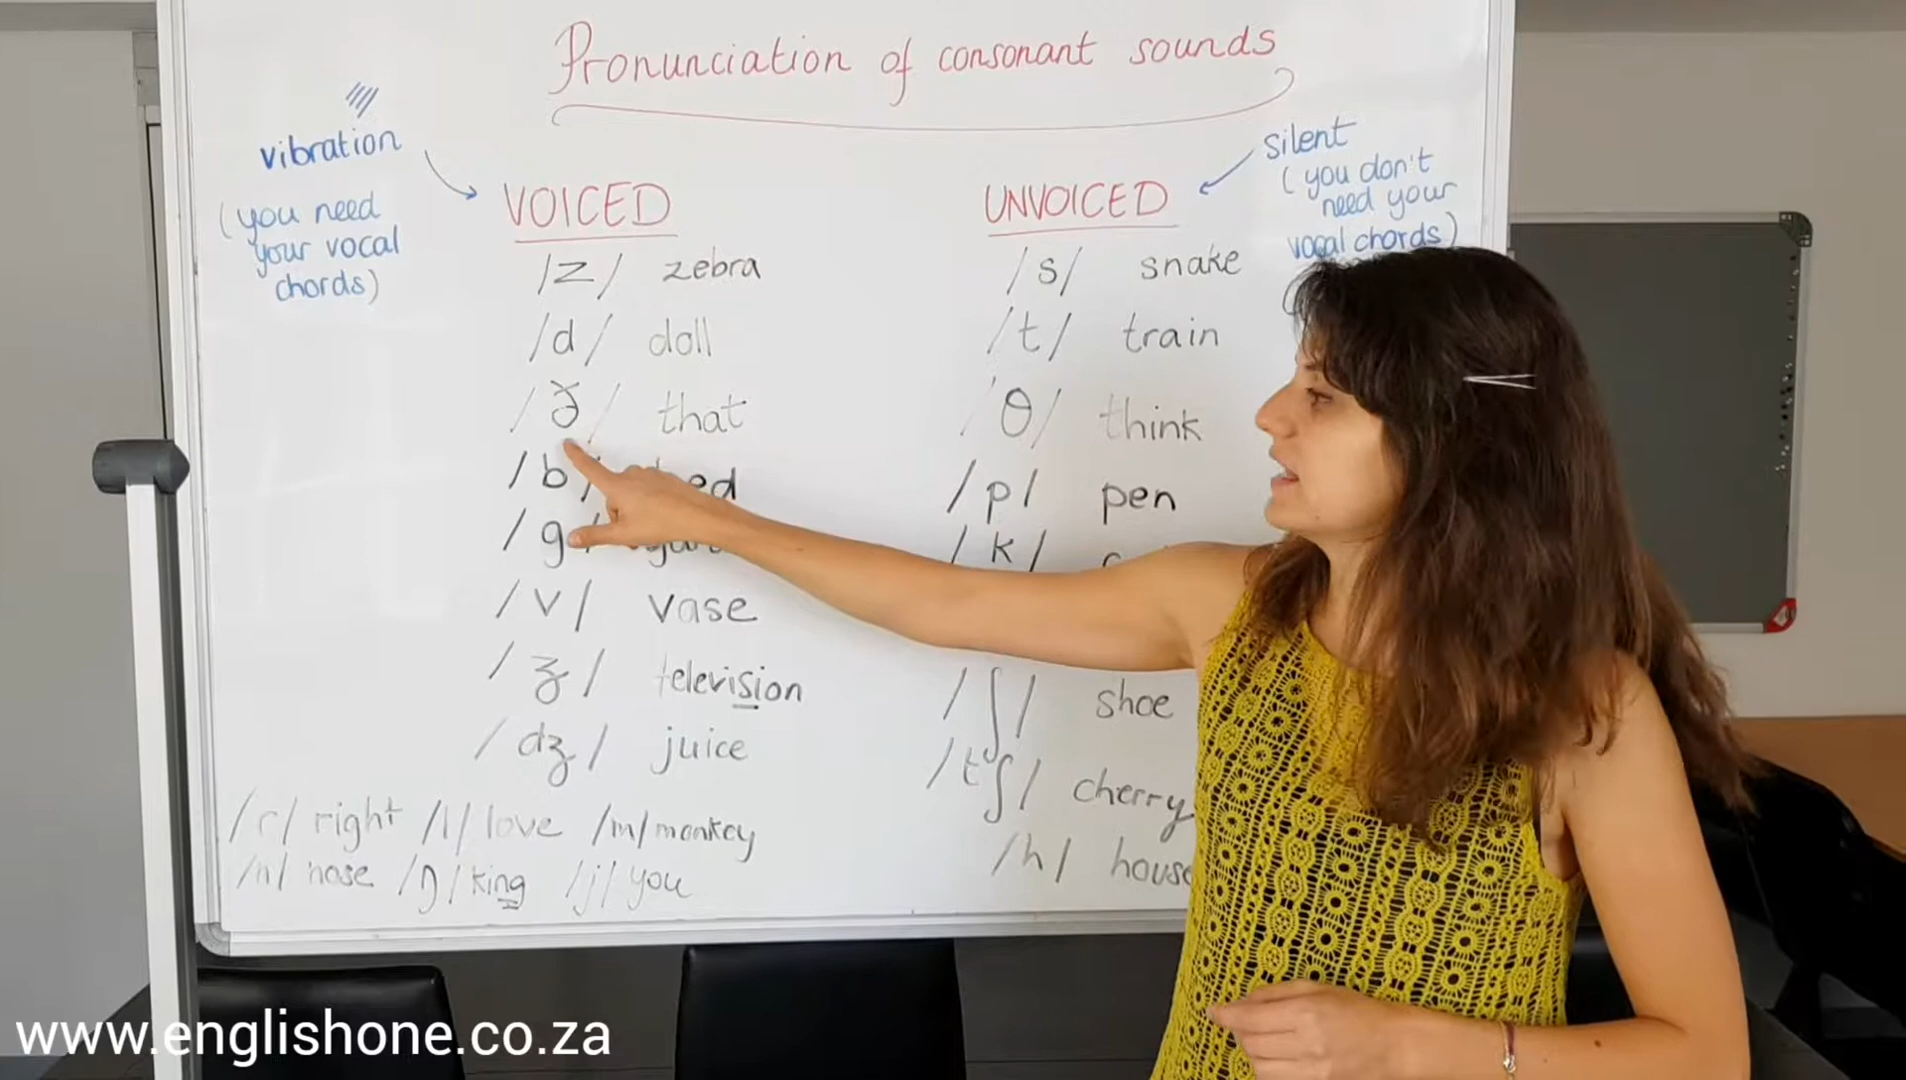 Pronunciation of consonant sounds
vibration
(you need
your vocal
chords)
silent
(you don't
need your
vocal chords)
VOICED
UNVOICED
/z/ zebra
/s/ snake
/d/ doll
/t/ train
/ð/ that
/θ/ think
/b/
/p/ pen
/g/
/k/
/v/ vase
/ʒ/ television
/ʃ/ shoe
/dʒ/ juice
/tʃ/ cherry
/h/ house
/r/ right /l/ love /m/ monkey
/n/ nose /ŋ/ king /j/ you
www.englishone.co.za